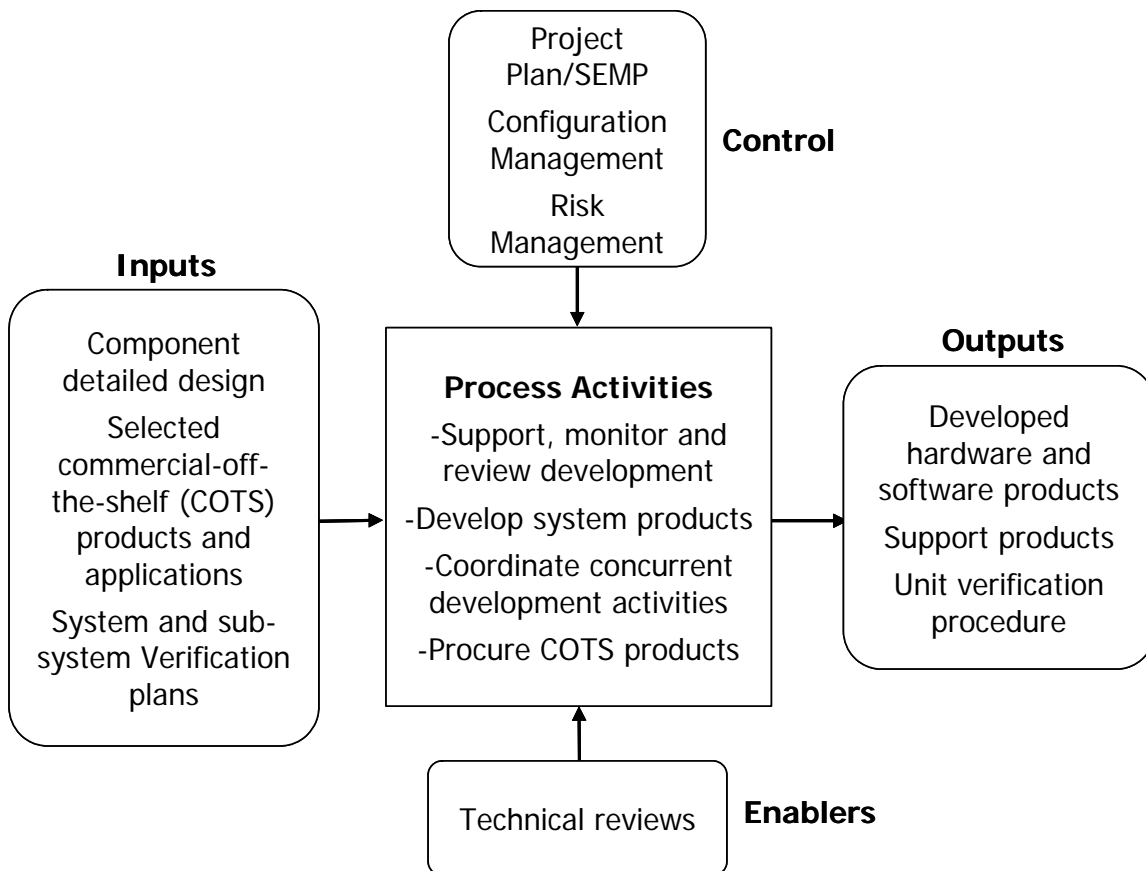 Project
Plan/SEMP
Configuration
Management
Risk
Management
Control
Inputs
Component
detailed design
Selected
commercial-off-
the-shelf (COTS)
products and
applications
System and sub-
system Verification
plans
Process Activities
-Support, monitor and
review development
-Develop system products
-Coordinate concurrent
development activities
-Procure COTS products
Outputs
Developed
hardware and
software products
Support products
Unit verification
procedure
Technical reviews
Enablers